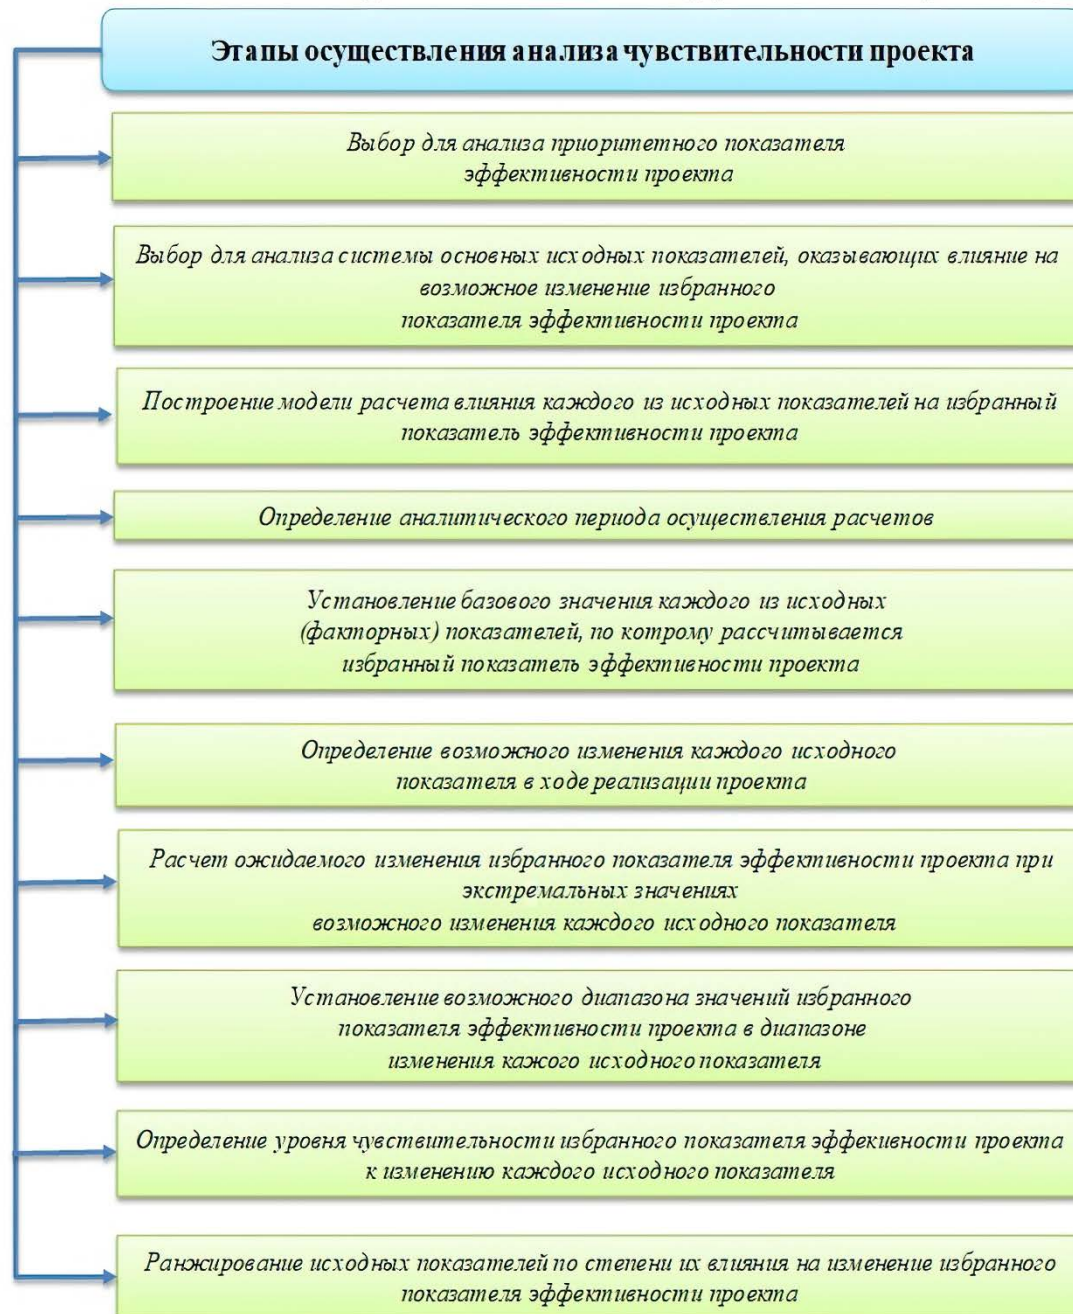 Этапы осуществления анализа чувствительности проекта
Выбор для анализа приоритетного показателя
эффективности проекта
Выбор для анализа системы основных исходных показателей, оказывающих влияние на
возможное изменение избранного
показателя эффективности проекта
Построение модели расчета влияния каждого из исходных показателей на избранный
показатель эффективности проекта
Определение аналитического периода осуществления расчетов
Установление базового значения каждого из исходных
(факторных) показателей, по котрому рассчитывается
избранный показатель эффективности проекта
Определение возможного изменения каждого исходного
показателя в ходе реализации проекта
Расчет ожидаемого изменения избранного показателя эффективности проекта при
экстремальных значениях
возможного изменения каждого исходного показателя
Установление возможного диапазона значений избранного
показателя эффективности проекта в диапазоне
изменения кажого исходного показателя
Определение уровня чувствительности избранного показателя эффекивности проекта
к изменению каждого исходного показателя
Ранжирование исходных показателей по степени их влияния на изменение избранного
показателя эффективности проекта